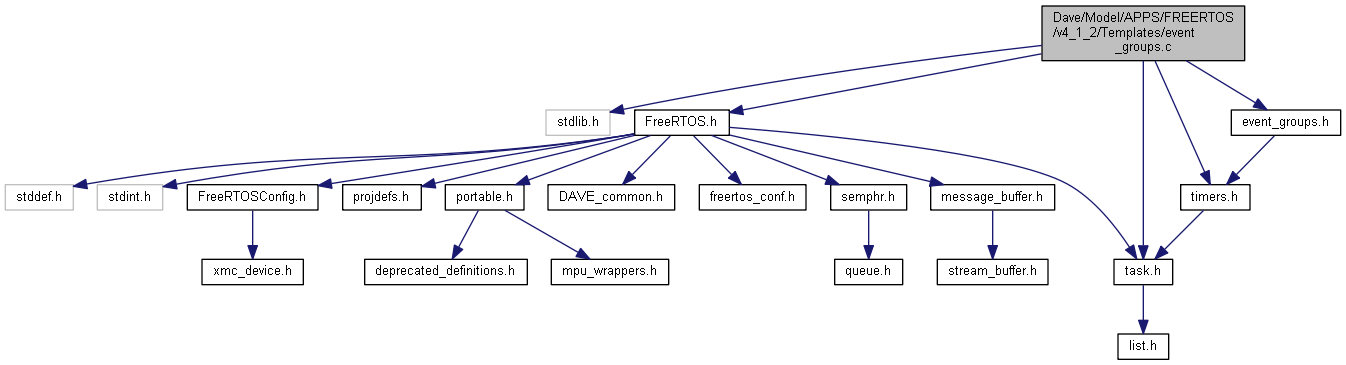 Dave/Model/APPS/FREERTOS
/v4_1_2/Templates/event
_groups.c
stdlib.h
FreeRTOS.h
event_groups.h
stddef.h
stdint.h
FreeRTOSConfig.h
projdefs.h
portable.h
DAVE_common.h
freertos_conf.h
semphr.h
message_buffer.h
timers.h
xmc_device.h
deprecated_definitions.h
mpu_wrappers.h
queue.h
stream_buffer.h
task.h
list.h